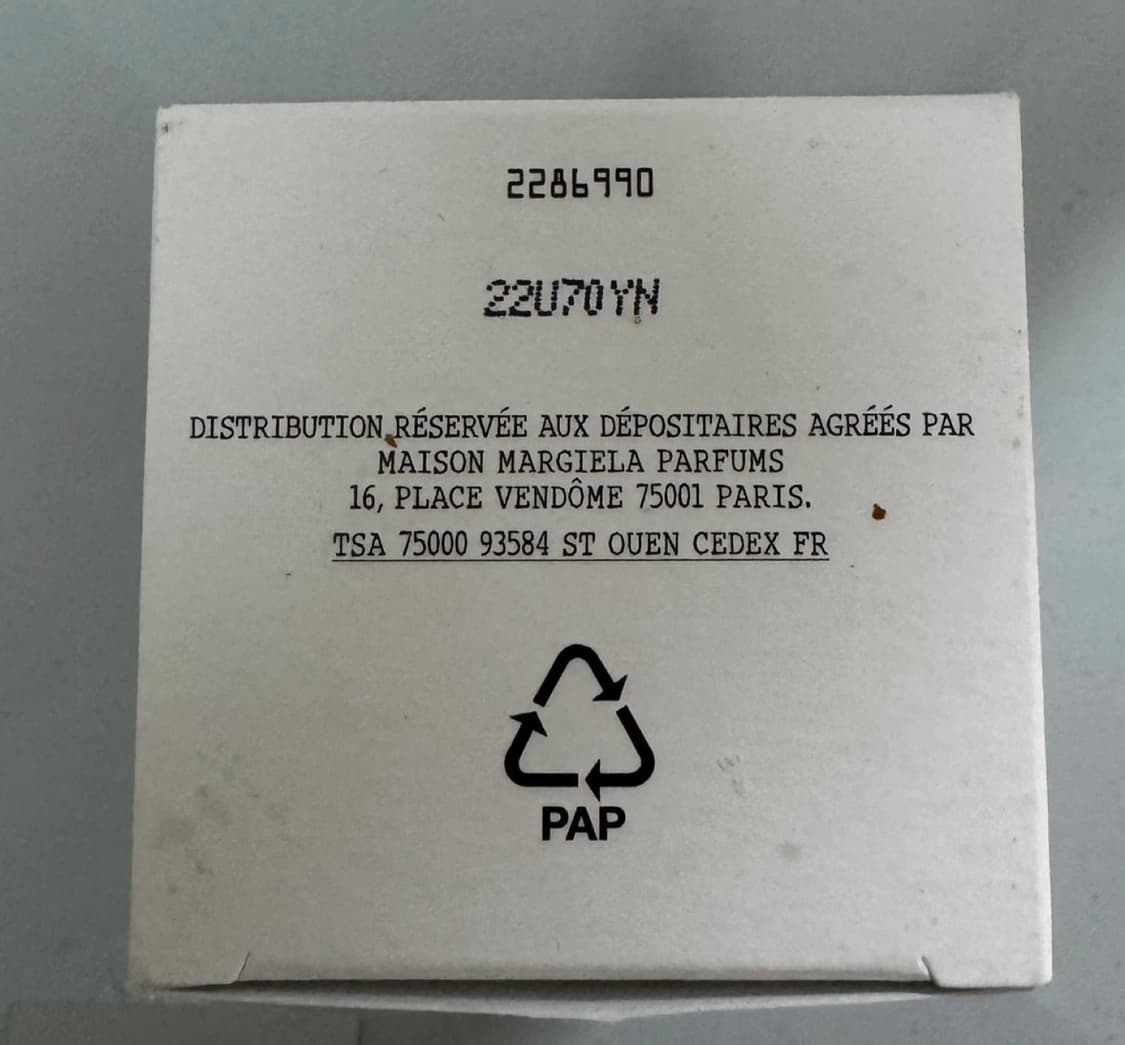 2286990
22U70YN
DISTRIBUTION RÉSERVÉE AUX DÉPOSITAIRES AGRÉÉS PAR
MAISON MARGIELA PARFUMS
16, PLACE VENDÔME 75001 PARIS.
TSA 75000 93584 ST OUEN CEDEX FR
PAP